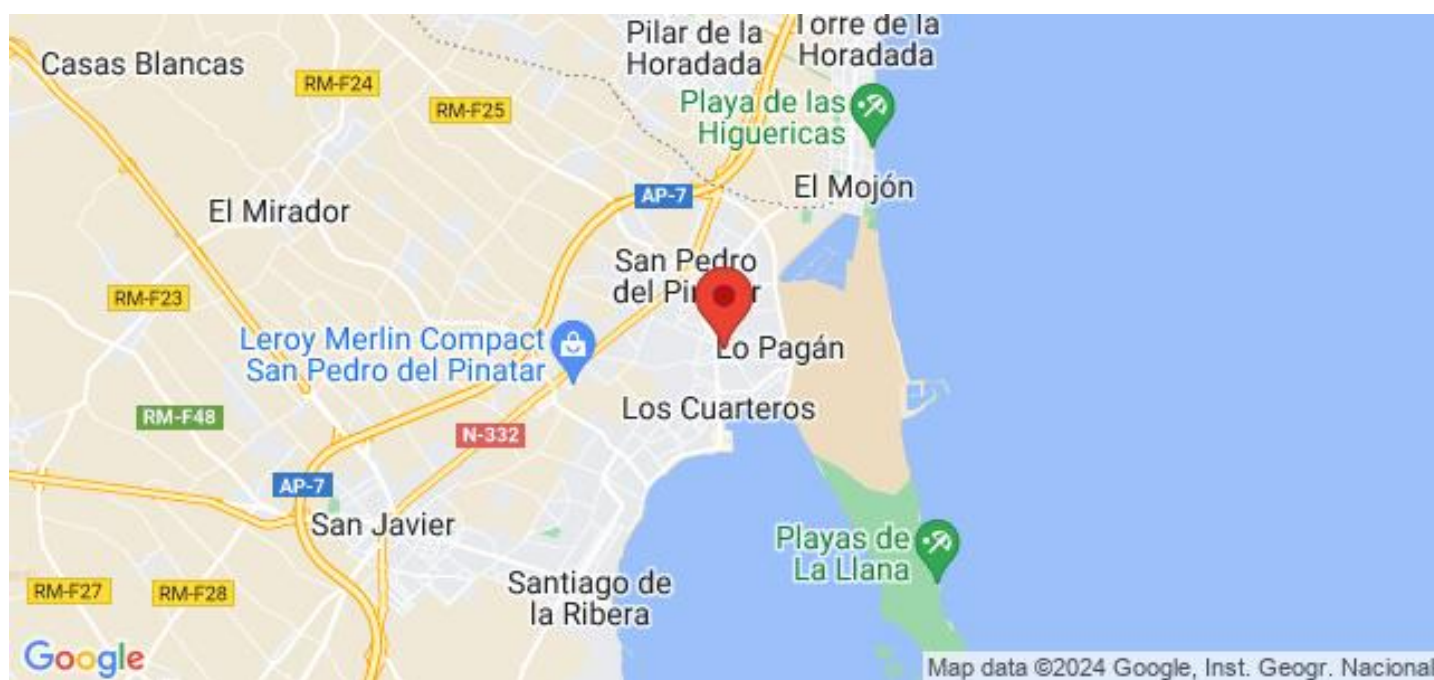 Pilar de la
Horadada
Torre de la
Horadada
Casas Blancas
RM-F24
RM-F25
Playa de las
Higuericas
AP-7
El Mojón
El Mirador
San Pedro
del Pinatar
RM-F23
Leroy Merlin Compact
San Pedro del Pinatar
Lo Pagán
RM-F48
Los Cuarteros
N-332
AP-7
San Javier
Playas de
La Llana
Santiago de
la Ribera
RM-F27
RM-F28
Google
Map data ©2024 Google, Inst. Geogr. Nacional